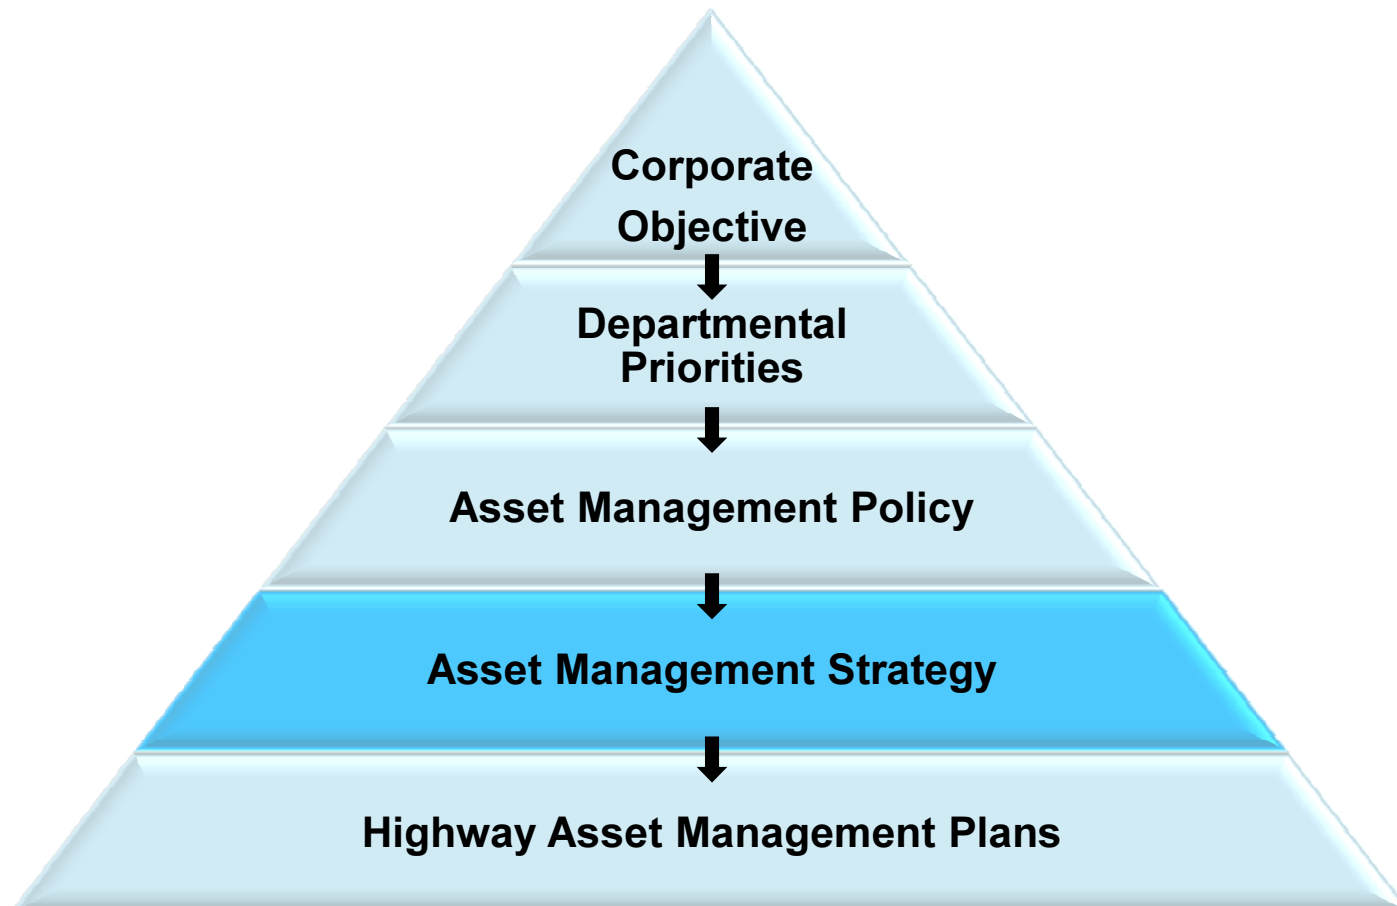 Corporate
Objective
Departmental
Priorities
Asset Management Policy
Asset Management Strategy
Highway Asset Management Plans